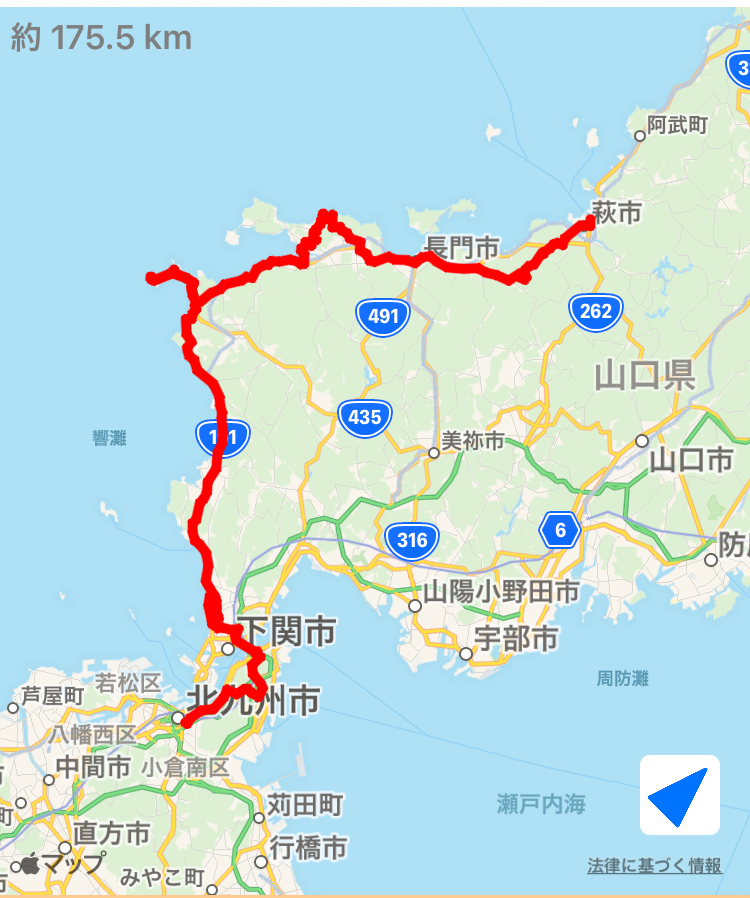 約 175.5 km
3
阿武町
萩市
長門市
491
262
山口県
435
191
響灘
美祢市
山口市
316
6
防
山陽小野田市
下関市
宇部市
周防灘
若松区
芦屋町
北九州市
八幡西区
中間市
小倉南区
瀬戸内海
苅田町
町
直方市
行橋市
マップ
法律に基づく情報
みやこ町
市